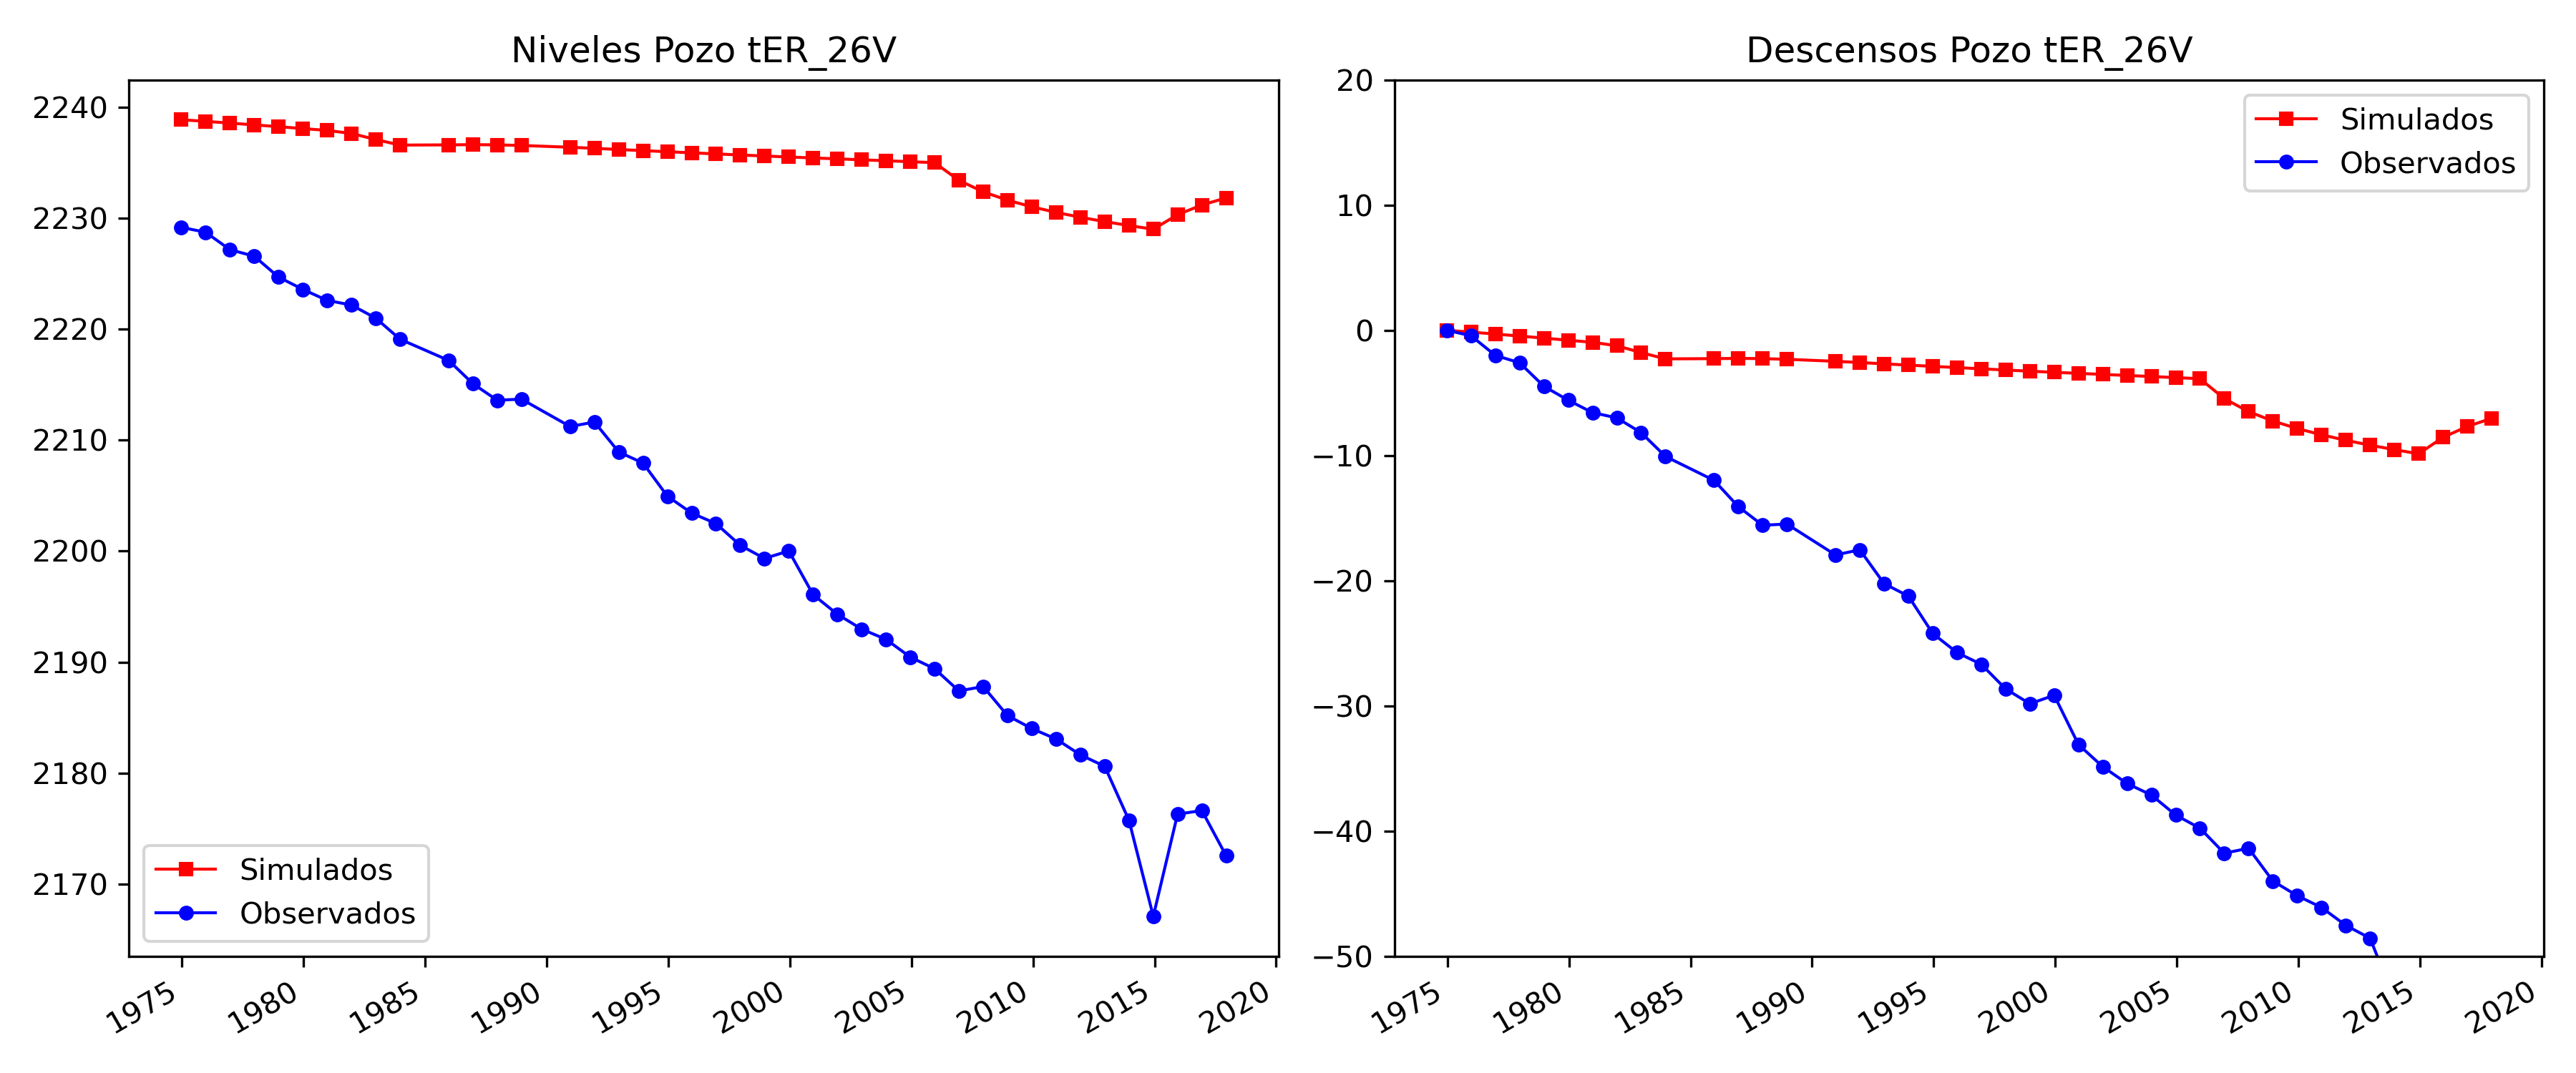 Niveles Pozo tER_26V
2240
2230
2220
2210
2200
2190
2180
2170
Simulados
Observados
1975 1980 1985 1990 1995 2000 2005 2010 2015 2020
Descensos Pozo tER_26V
20
10
0
−10
−20
−30
−40
−50
Simulados
Observados
1975 1980 1985 1990 1995 2000 2005 2010 2015 2020